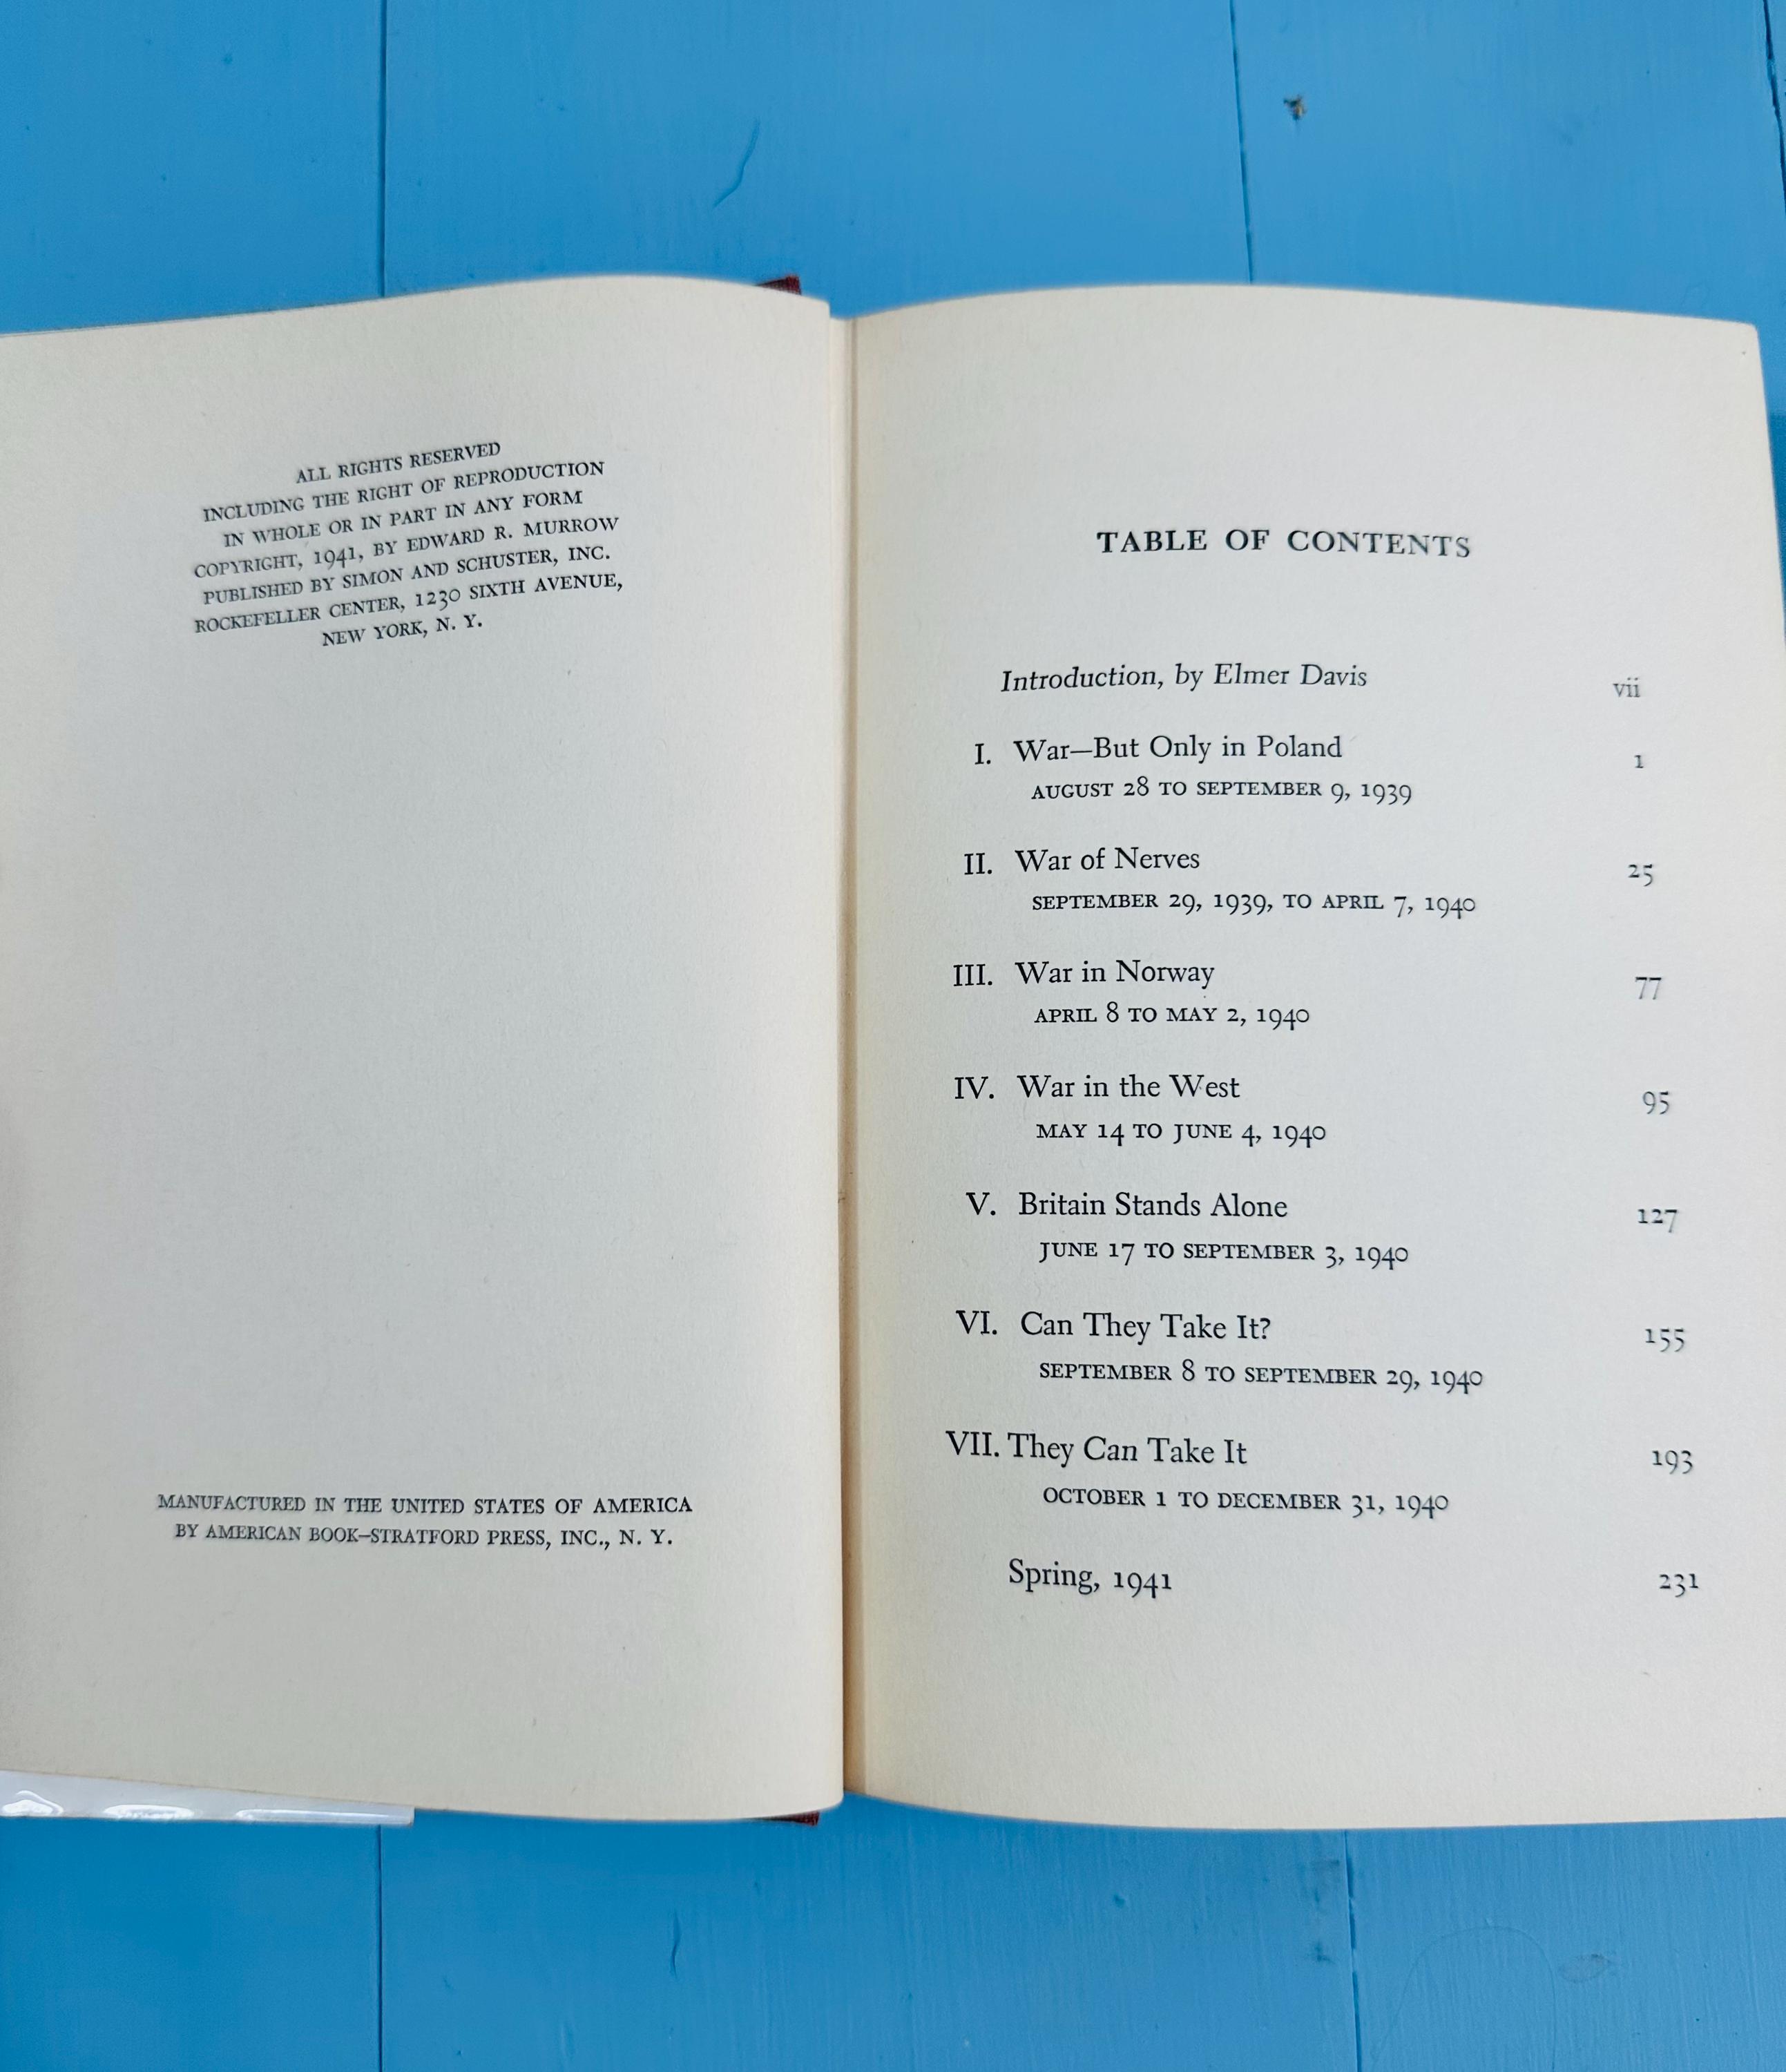 ALL RIGHTS RESERVED
INCLUDING THE RIGHT OF REPRODUCTION
IN WHOLE OR IN PART IN ANY FORM
COPYRIGHT, 1941, BY EDWARD R. MURROW
PUBLISHED BY SIMON AND SCHUSTER, INC.
ROCKEFELLER CENTER, 1230 SIXTH AVENUE,
NEW YORK, N. Y.
MANUFACTURED IN THE UNITED STATES OF AMERICA
BY AMERICAN BOOK–STRATFORD PRESS, INC., N. Y.
TABLE OF CONTENTS
Introduction, by Elmer Davis vii
I. War—But Only in Poland 1
AUGUST 28 TO SEPTEMBER 9, 1939
II. War of Nerves 25
SEPTEMBER 29, 1939, TO APRIL 7, 1940
III. War in Norway 77
APRIL 8 TO MAY 2, 1940
IV. War in the West 95
MAY 14 TO JUNE 4, 1940
V. Britain Stands Alone 127
JUNE 17 TO SEPTEMBER 3, 1940
VI. Can They Take It? 155
SEPTEMBER 8 TO SEPTEMBER 29, 1940
VII. They Can Take It 193
OCTOBER 1 TO DECEMBER 31, 1940
Spring, 1941 231